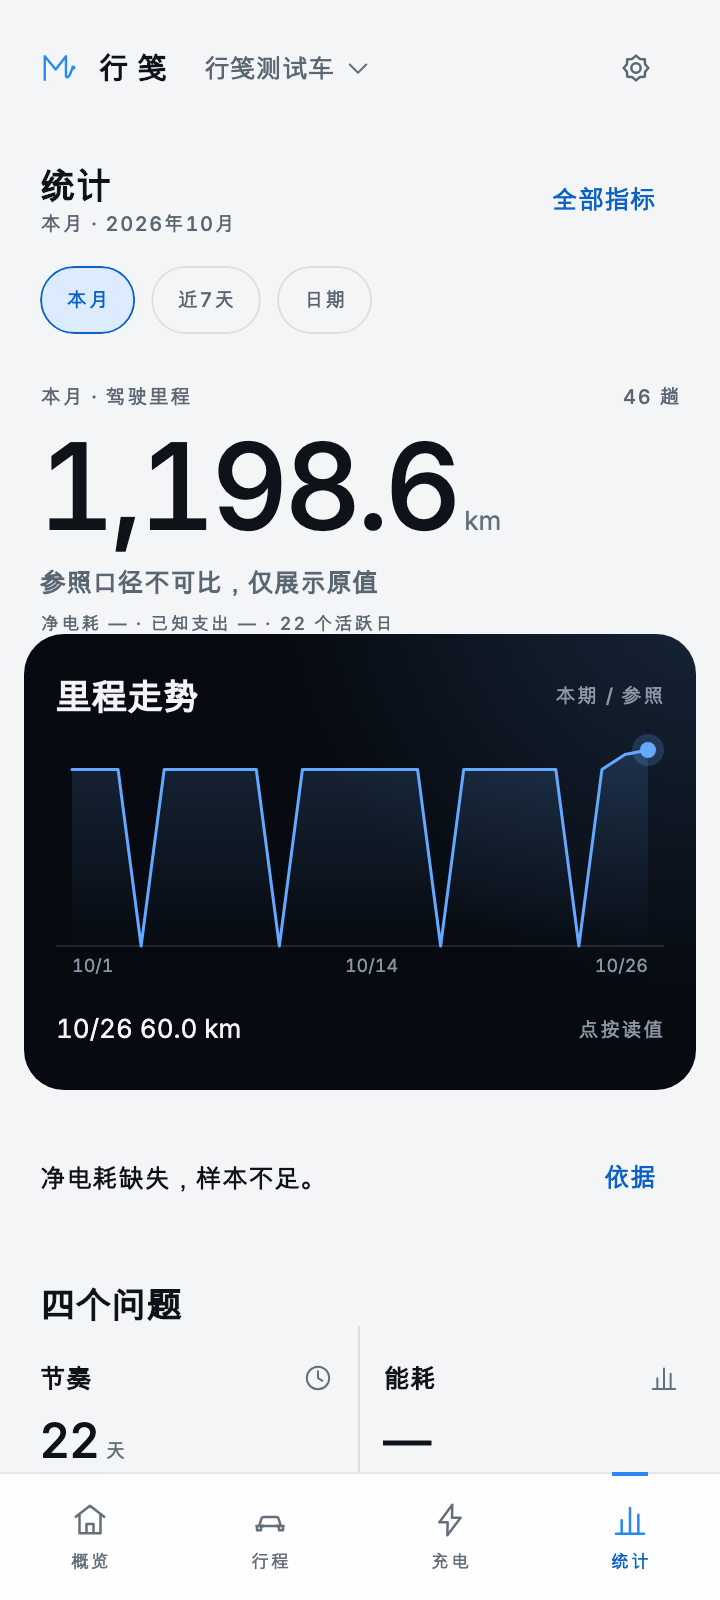 行笺 行笺测试车
统计
全部指标
本月 · 2026年10月
本月 近7天 日期
本月 · 驾驶里程 46 趟
1,198.6 km
参照口径不可比，仅展示原值
净电耗 — · 已知支出 — · 22 个活跃日
里程走势 本期 / 参照
10/1 10/14 10/26
10/26 60.0 km 点按读值
净电耗缺失，样本不足。 依据
四个问题
节奏 能耗
22 天 —
概览 行程 充电 统计